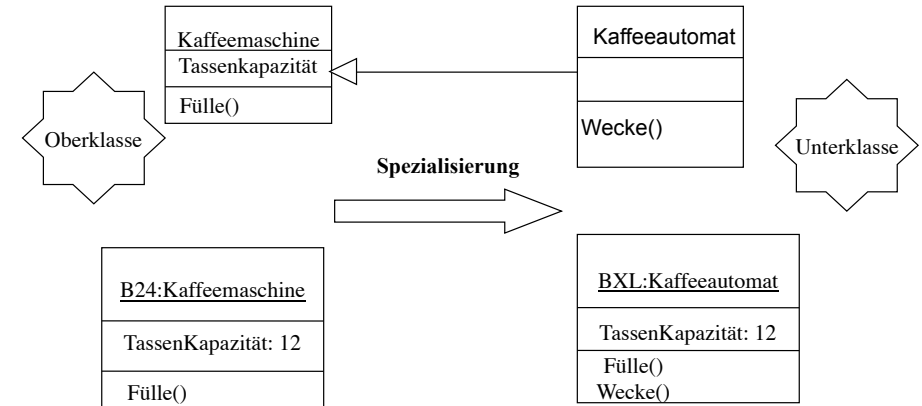 Kaffeemaschine
Tassenkapazität
Fülle()
Kaffeeautomat
Wecke()
Oberklasse
Unterklasse
Spezialisierung
B24:Kaffeemaschine
TassenKapazität: 12
Fülle()
BXL:Kaffeeautomat
TassenKapazität: 12
Fülle()
Wecke()